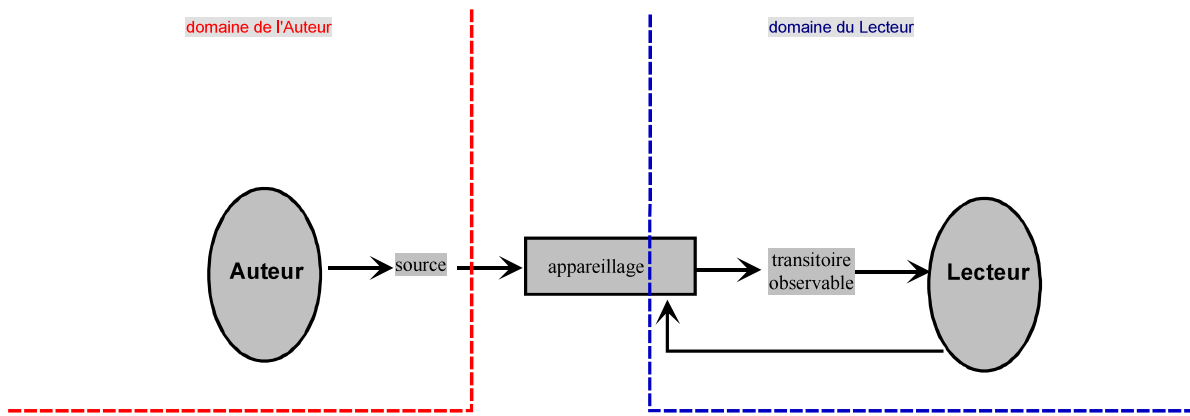 domaine de l'Auteur
domaine du Lecteur
Auteur
source
appareillage
transitoire
observable
Lecteur